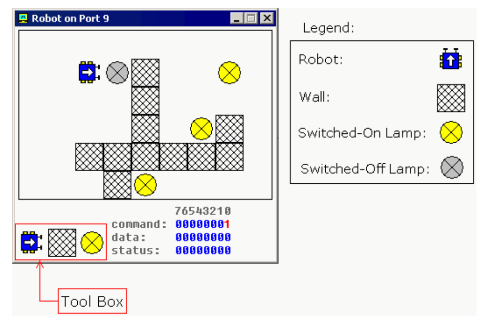 Robot on Port 9
Legend:
Robot:
Wall:
Switched-On Lamp:
Switched-Off Lamp:
76543210
command: 00000001
data: 00000000
status: 00000000
Tool Box